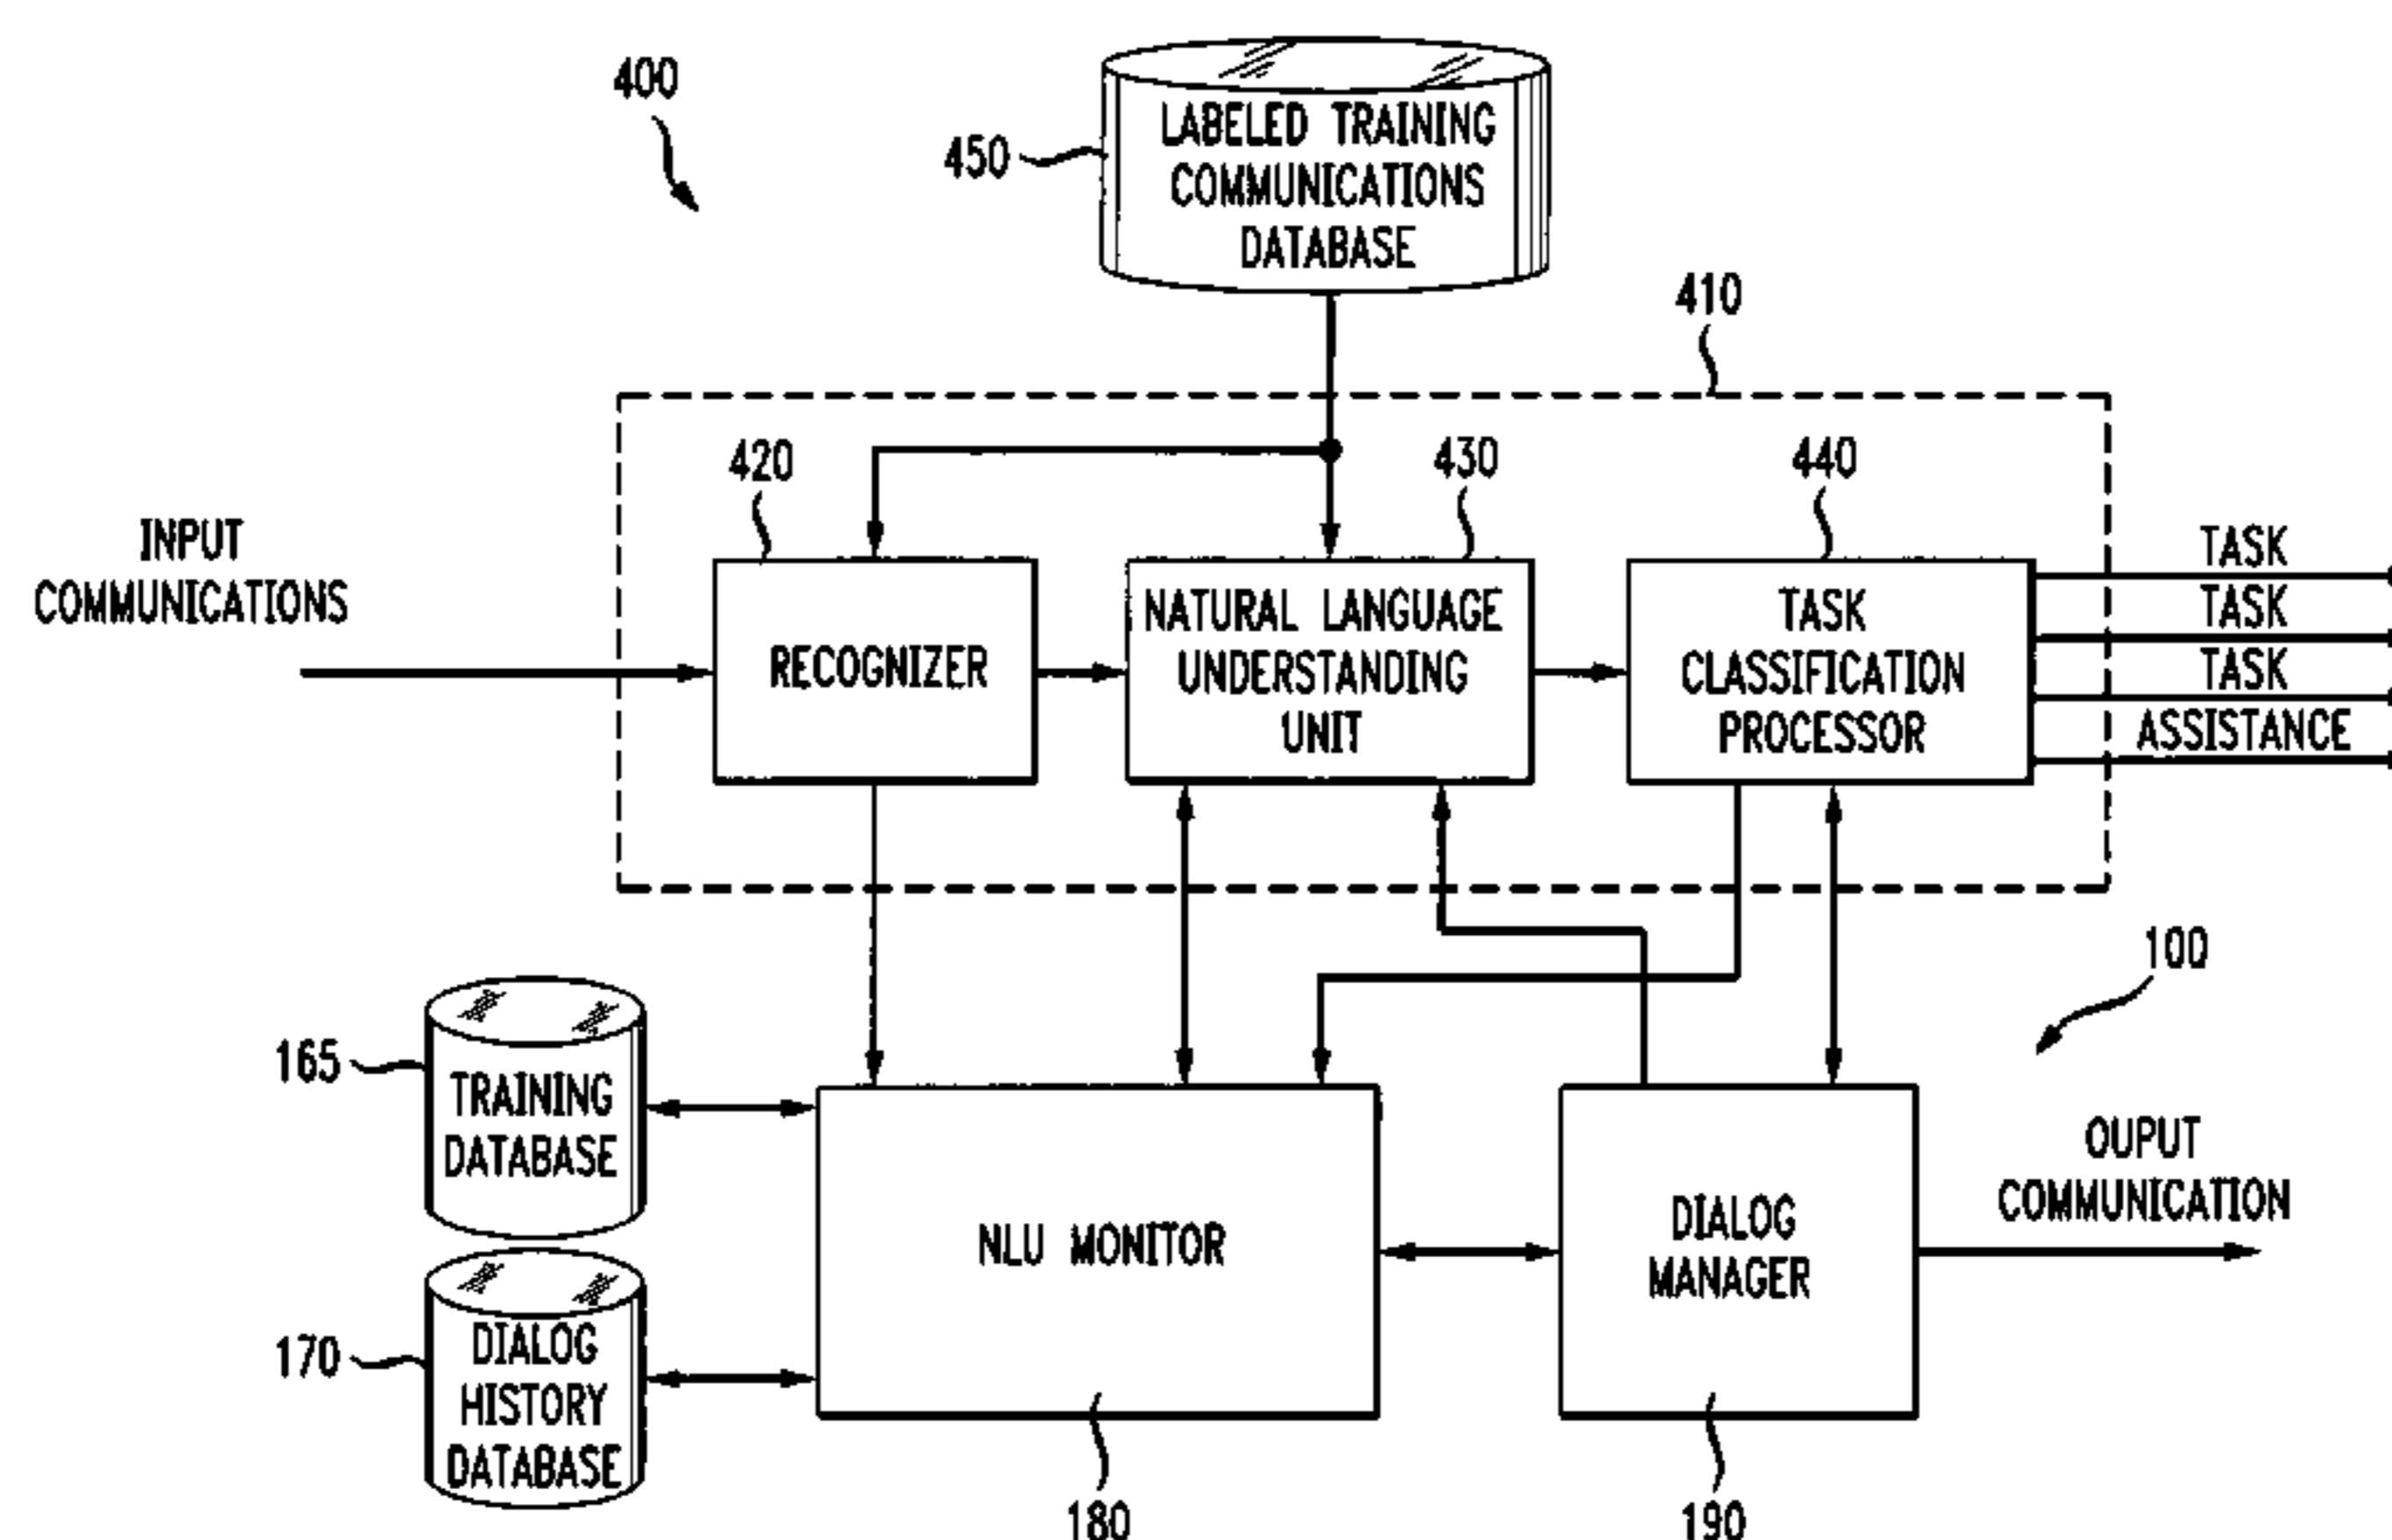 400
LABELED TRAINING
COMMUNICATIONS
DATABASE
450
410
420
430
440
INPUT
COMMUNICATIONS
RECOGNIZER
NATURAL LANGUAGE
UNDERSTANDING
UNIT
TASK
CLASSIFICATION
PROCESSOR
TASK
TASK
TASK
ASSISTANCE
100
165
TRAINING
DATABASE
170
DIALOG
HISTORY
DATABASE
NLU MONITOR
DIALOG
MANAGER
OUPUT
COMMUNICATION
180
190